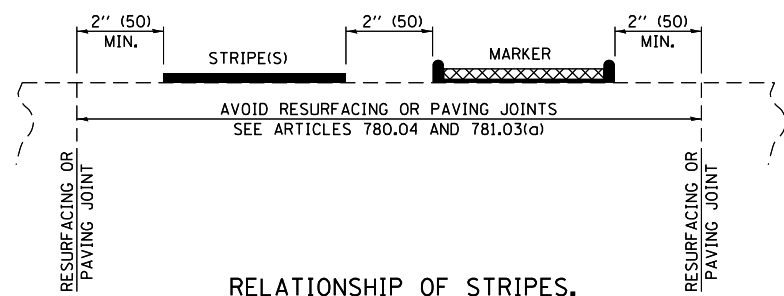 2'' (50)
MIN.
2'' (50)
2'' (50)
MIN.
STRIPE(S)
MARKER
AVOID RESURFACING OR PAVING JOINTS
SEE ARTICLES 780.04 AND 781.03(a)
RESURFACING OR
PAVING JOINT
RESURFACING OR
PAVING JOINT
RELATIONSHIP OF STRIPES,